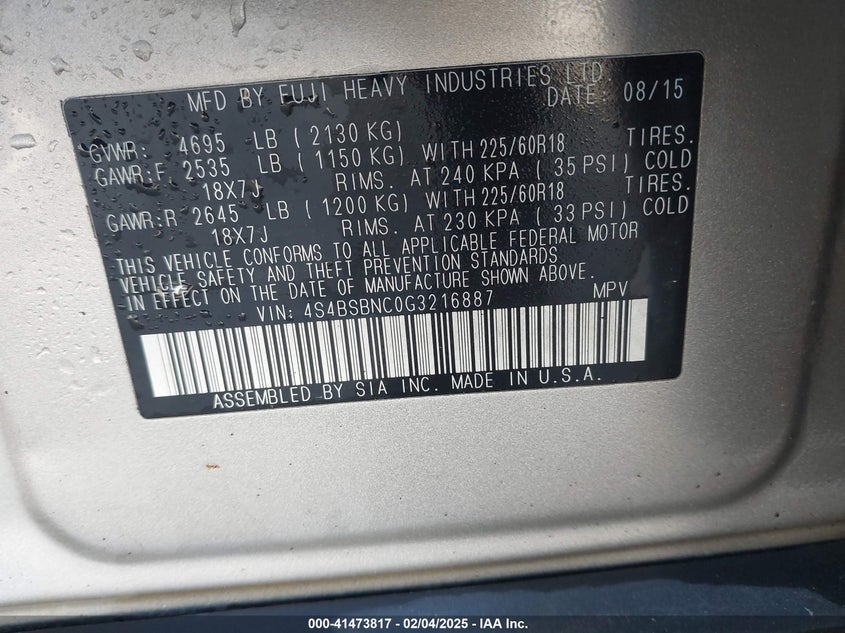 MFD BY FUJI HEAVY INDUSTRIES LTD.
DATE 08/15
GVWR: 4695 LB ( 2130 KG)
GAWR:F 2535 LB ( 1150 KG) WITH 225/60R18 TIRES.
18X7J RIMS. AT 240 KPA ( 35 PSI) COLD
GAWR:R 2645 LB ( 1200 KG) WITH 225/60R18 TIRES.
18X7J RIMS. AT 230 KPA ( 33 PSI) COLD
THIS VEHICLE CONFORMS TO ALL APPLICABLE FEDERAL MOTOR
VEHICLE SAFETY AND THEFT PREVENTION STANDARDS
IN EFFECT ON THE DATE OF MANUFACTURE SHOWN ABOVE.
VIN: 4S4BSBNC0G3216887 MPV
ASSEMBLED BY SIA INC. MADE IN U.S.A.
000-41473817 - 02/04/2025 - IAA Inc.